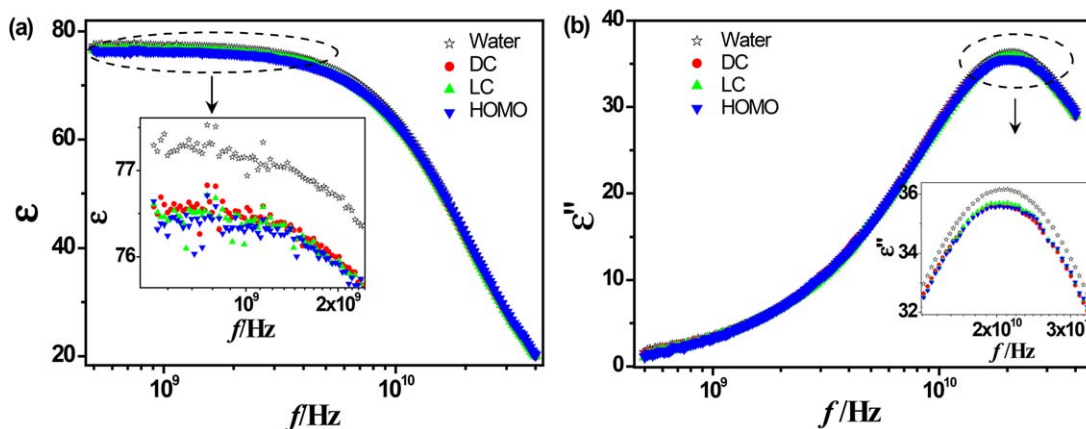 (a)
80
60
40
20
ε
Water
DC
LC
HOMO
77
76
ε
10⁹
2x10⁹
f/Hz
10⁹
10¹⁰
f/Hz
(b)
40
30
20
10
0
ε"
Water
DC
LC
HOMO
36
34
32
ε"
2x10¹⁰
3x10
f/Hz
10⁹
10¹⁰
f /Hz